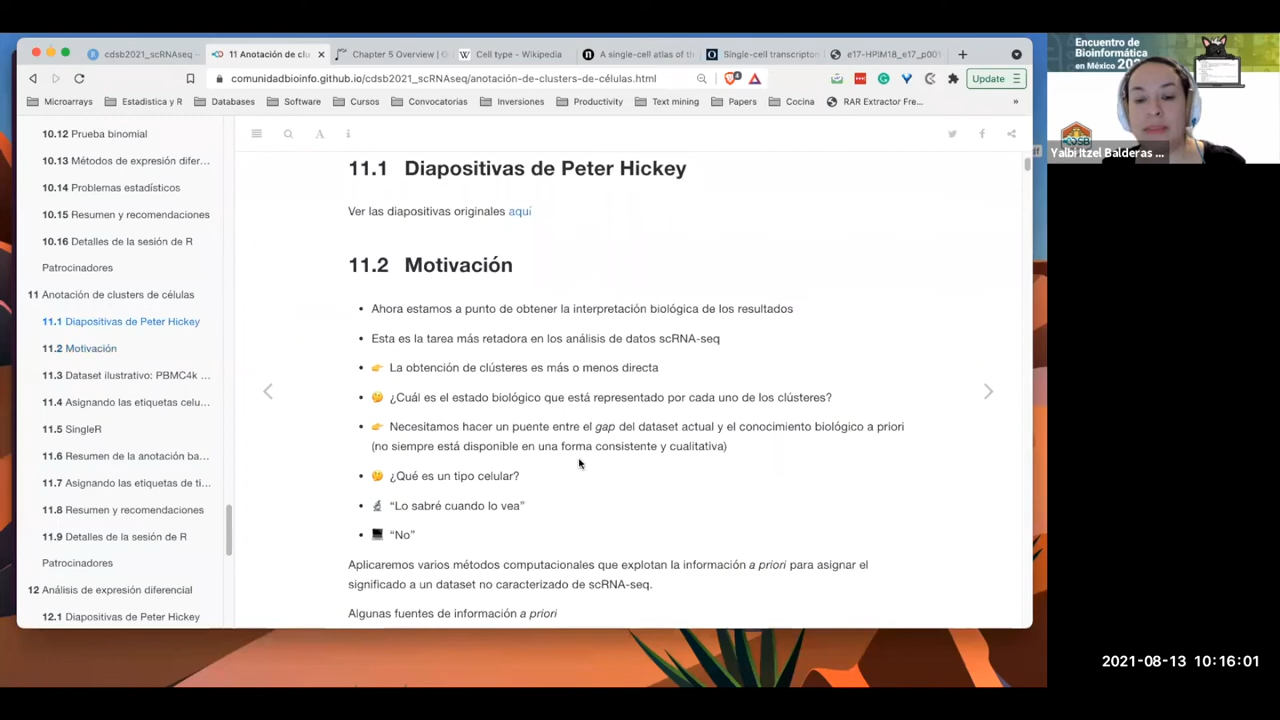 cdsb2021_scRNAseq
11 Anotación de clu
Chapter 5 Overview |
Cell type - Wikipedia
A single-cell atlas of th
Single-cell transcripton
e17-HPIM18_e17_p001
comunidadbioinfo.github.io/cdsb2021_scRNAseq/anotación-de-clusters-de-células.html
Update
Microarrays
Estadistica y R
Databases
Software
Cursos
Convocatorias
Inversiones
Productivity
Text mining
Papers
Cocina
RAR Extractor Fre...
»
10.12 Prueba binomial
10.13 Métodos de expresión difer...
10.14 Problemas estadísticos
10.15 Resumen y recomendaciones
10.16 Detalles de la sesión de R
Patrocinadores
11 Anotación de clusters de células
11.1 Diapositivas de Peter Hickey
11.2 Motivación
11.3 Dataset ilustrativo: PBMC4k ...
11.4 Asignando las etiquetas celu...
11.5 SingleR
11.6 Resumen de la anotación ba...
11.7 Asignando las etiquetas de ti...
11.8 Resumen y recomendaciones
11.9 Detalles de la sesión de R
Patrocinadores
12 Análisis de expresión diferencial
12.1 Diapositivas de Peter Hickey
11.1 Diapositivas de Peter Hickey
Ver las diapositivas originales aquí
11.2 Motivación
• Ahora estamos a punto de obtener la interpretación biológica de los resultados
• Esta es la tarea más retadora en los análisis de datos scRNA-seq
• 👉 La obtención de clústeres es más o menos directa
• 🤔 ¿Cuál es el estado biológico que está representado por cada uno de los clústeres?
• 👉 Necesitamos hacer un puente entre el gap del dataset actual y el conocimiento biológico a priori
(no siempre está disponible en una forma consistente y cualitativa)
• 🤔 ¿Qué es un tipo celular?
• 🔬 “Lo sabré cuando lo vea”
• 💻 “No”
Aplicaremos varios métodos computacionales que explotan la información a priori para asignar el
significado a un dataset no caracterizado de scRNA-seq.
Algunas fuentes de información a priori
Encuentro de
Bioinformática
en México 20
Yalbi Itzel Balderas ...
2021-08-13 10:16:01